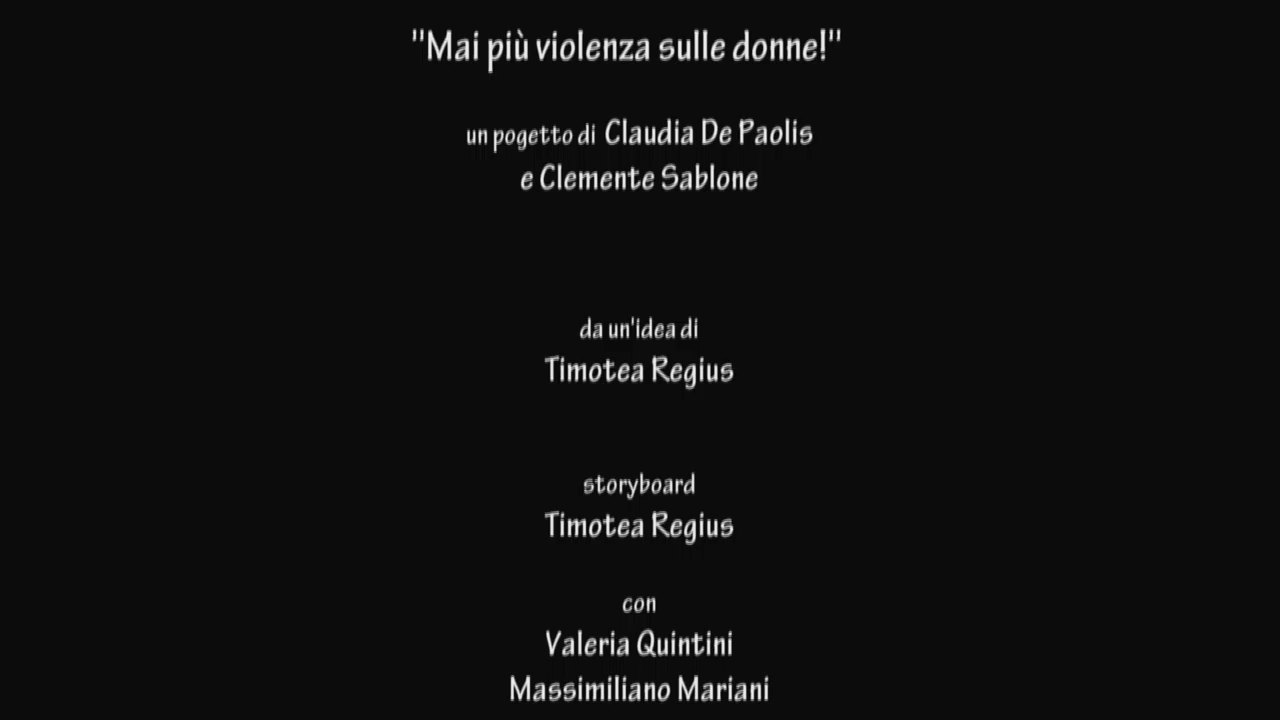 "Mai più violenza sulle donne!"
un pogetto di Claudia De Paolis
e Clemente Sablone
da un'idea di
Timotea Regius
storyboard
Timotea Regius
con
Valeria Quintini
Massimiliano Mariani